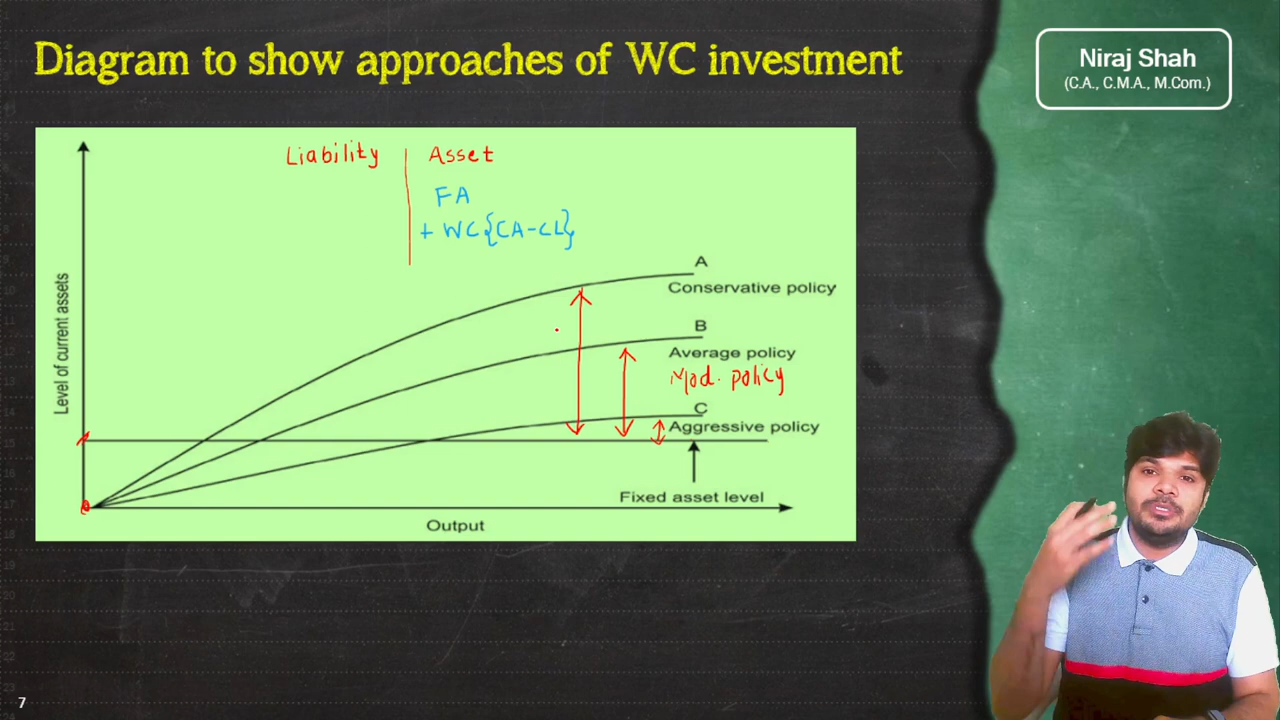 Diagram to show approaches of WC investment
Niraj Shah
(C.A., C.M.A., M.Com.)
Liability | Asset
FA
+ WC{CA-CL}
A
Conservative policy
B
Average policy
Mod. policy
C
Aggressive policy
Level of current assets
Fixed asset level
Output
7